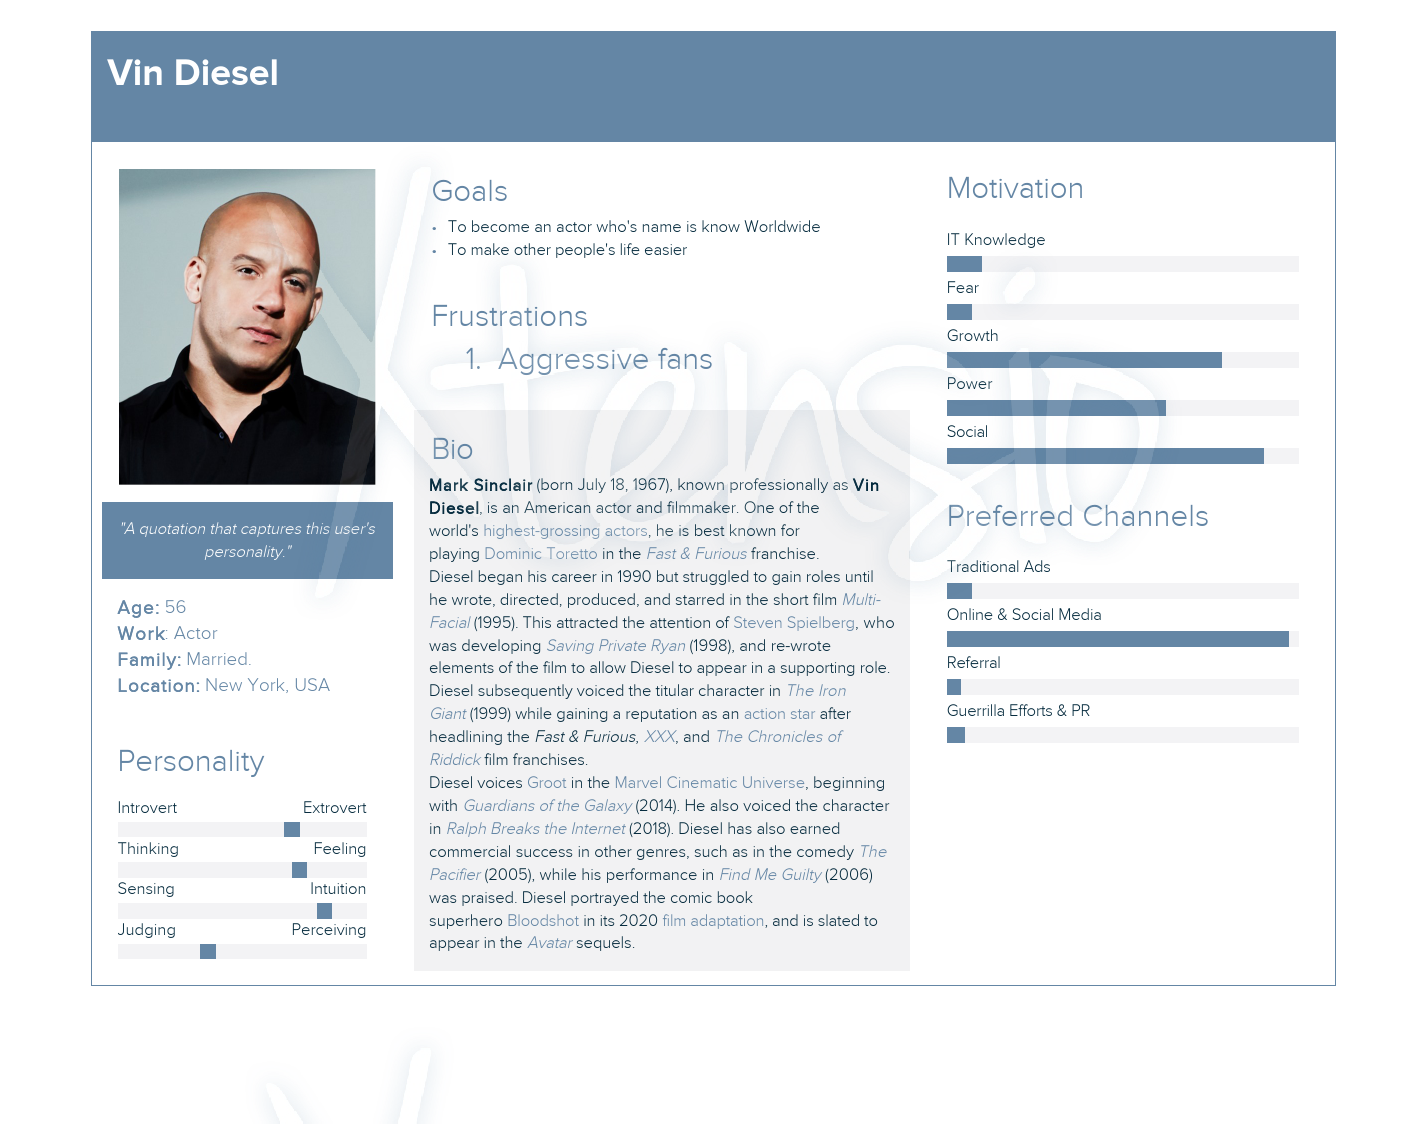 Vin Diesel
"A quotation that captures this user's
personality."
Age: 56
Work: Actor
Family: Married.
Location: New York, USA
Personality
Introvert Extrovert
Thinking Feeling
Sensing Intuition
Judging Perceiving
Goals
• To become an actor who's name is know Worldwide
• To make other people's life easier
Frustrations
1. Aggressive fans
Bio
Mark Sinclair (born July 18, 1967), known professionally as Vin
Diesel, is an American actor and filmmaker. One of the
world's highest-grossing actors, he is best known for
playing Dominic Toretto in the Fast & Furious franchise.
Diesel began his career in 1990 but struggled to gain roles until
he wrote, directed, produced, and starred in the short film Multi-
Facial (1995). This attracted the attention of Steven Spielberg, who
was developing Saving Private Ryan (1998), and re-wrote
elements of the film to allow Diesel to appear in a supporting role.
Diesel subsequently voiced the titular character in The Iron
Giant (1999) while gaining a reputation as an action star after
headlining the Fast & Furious, XXX, and The Chronicles of
Riddick film franchises.
Diesel voices Groot in the Marvel Cinematic Universe, beginning
with Guardians of the Galaxy (2014). He also voiced the character
in Ralph Breaks the Internet (2018). Diesel has also earned
commercial success in other genres, such as in the comedy The
Pacifier (2005), while his performance in Find Me Guilty (2006)
was praised. Diesel portrayed the comic book
superhero Bloodshot in its 2020 film adaptation, and is slated to
appear in the Avatar sequels.
Motivation
IT Knowledge
Fear
Growth
Power
Social
Preferred Channels
Traditional Ads
Online & Social Media
Referral
Guerrilla Efforts & PR
Xtensio